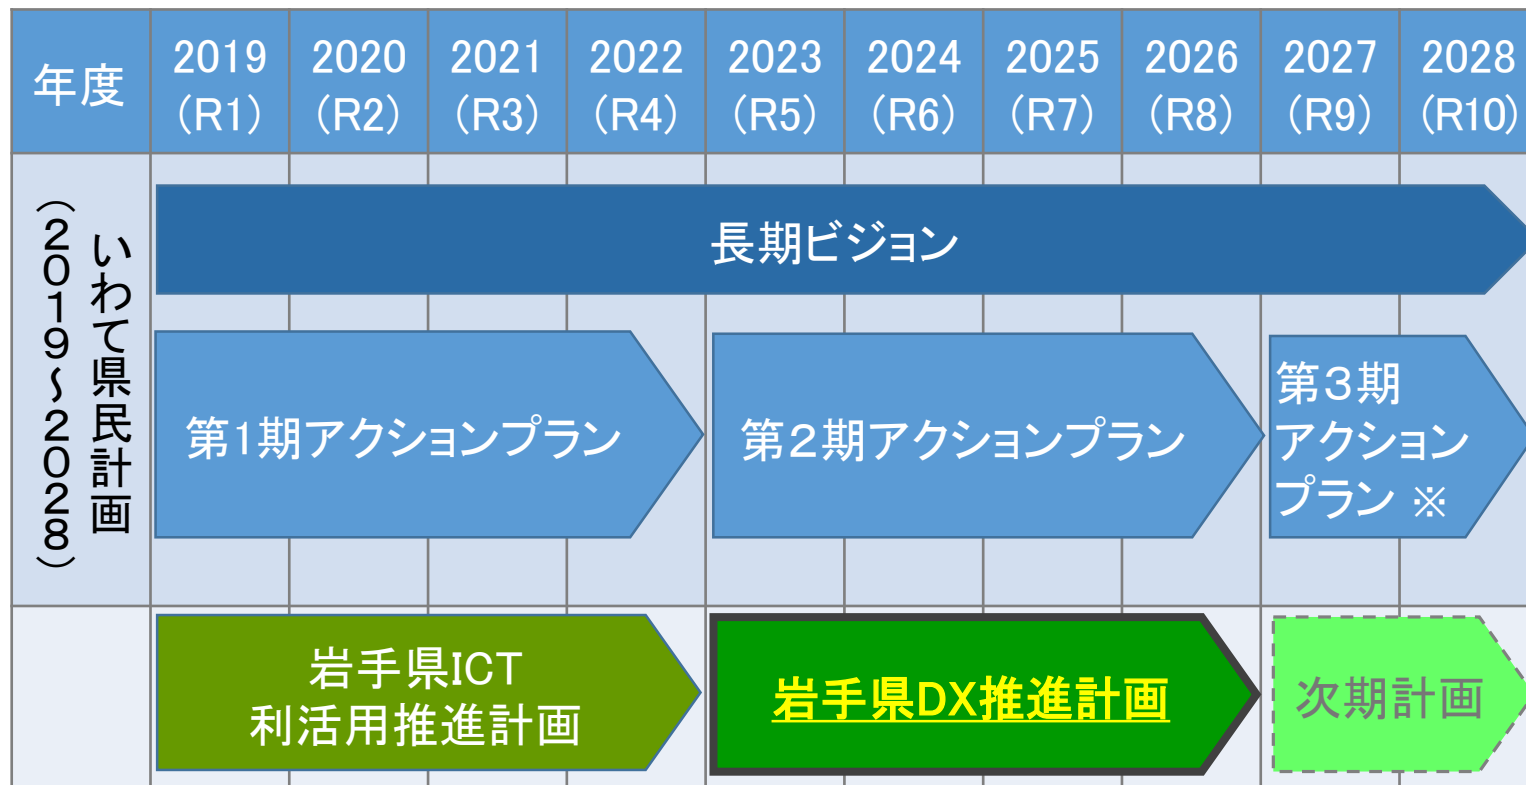 年度
2019
（R1）
2020
（R2）
2021
（R3）
2022
（R4）
2023
（R5）
2024
（R6）
2025
（R7）
2026
（R8）
2027
（R9）
2028
（R10）
いわて県民計画
（２０１９～２０２８）
長期ビジョン
第1期アクションプラン
第２期アクションプラン
第３期
アクション
プラン ※
岩手県ICT
利活用推進計画
岩手県DX推進計画
次期計画